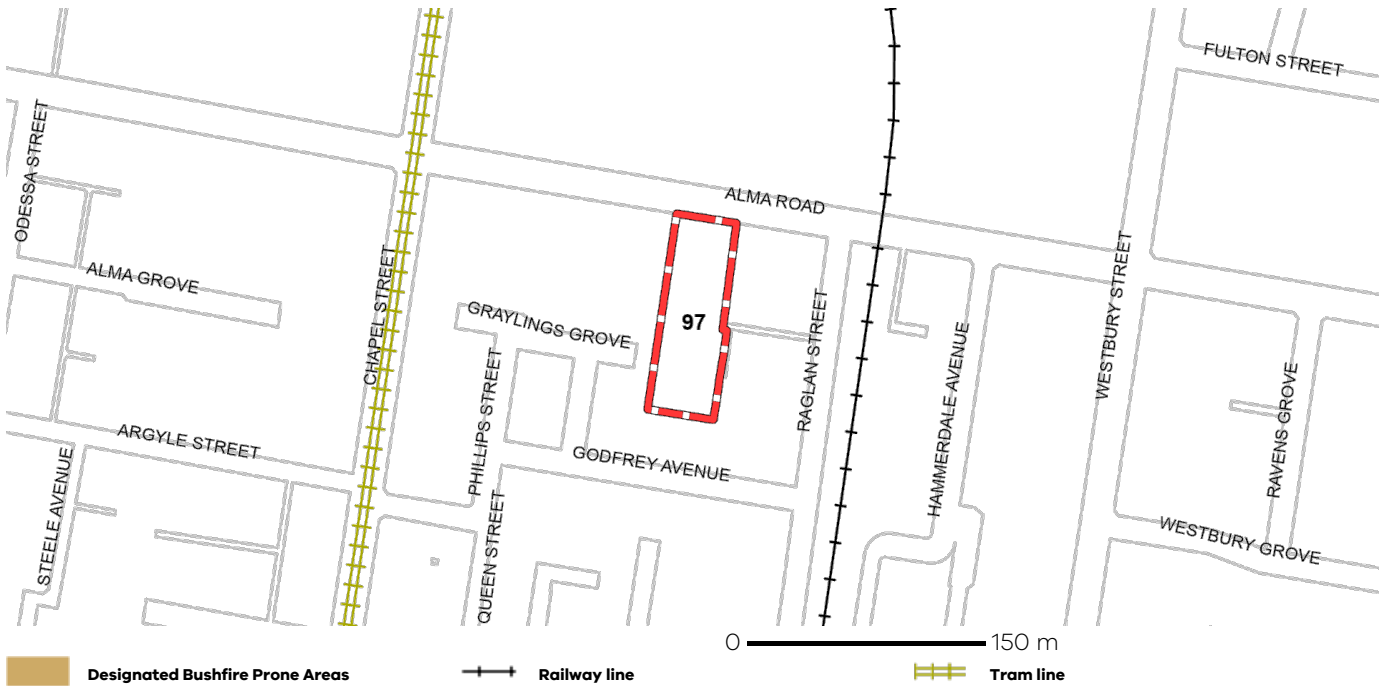 FULTON STREET
ODESSA STREET
ALMA ROAD
ALMA GROVE
CHAPEL STREET
GRAYLINGS GROVE
97
RAGLAN STREET
WESTBURY STREET
HAMMERDALE AVENUE
PHILLIPS STREET
RAVENS GROVE
ARGYLE STREET
GODFREY AVENUE
STEELE AVENUE
QUEEN STREET
WESTBURY GROVE
0 150 m
Designated Bushfire Prone Areas Railway line Tram line